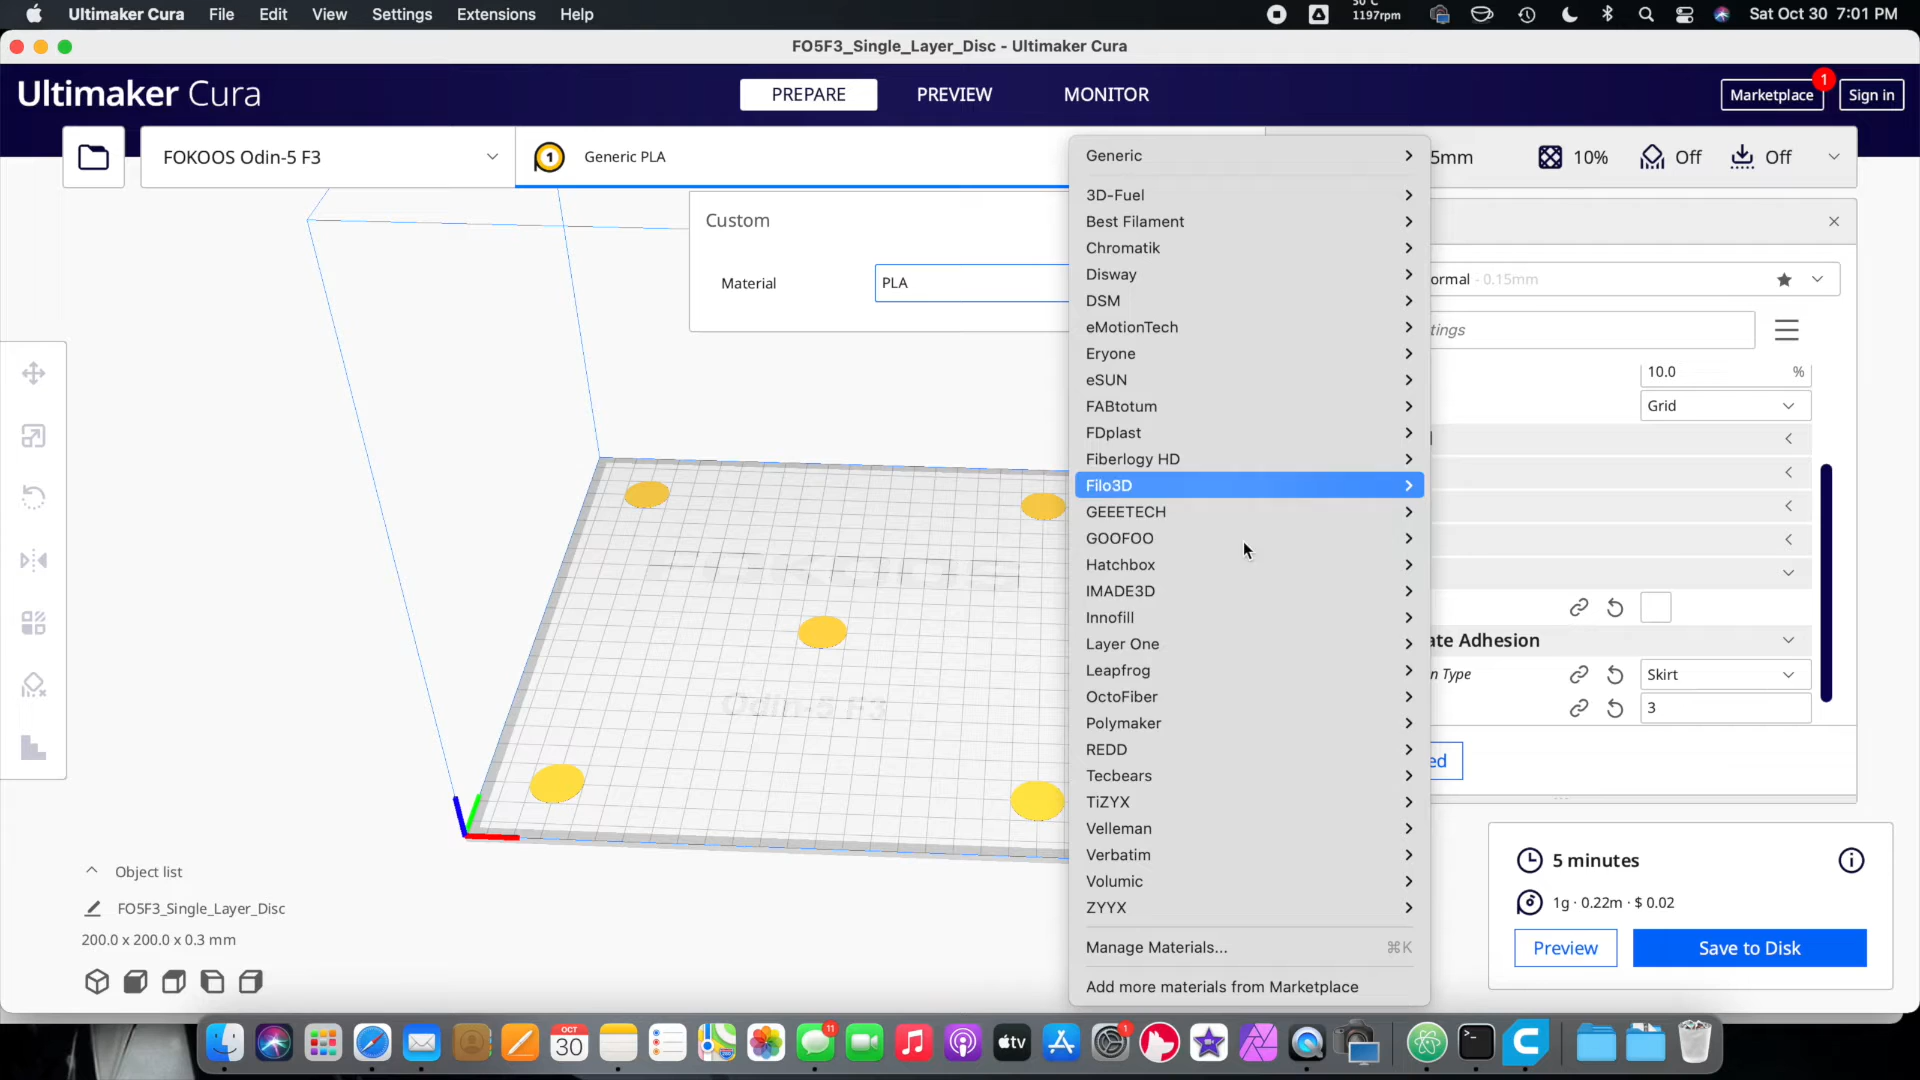 Ultimaker Cura File Edit View Settings Extensions Help
1197rpm Sat Oct 30 7:01 PM
FO5F3_Single_Layer_Disc - Ultimaker Cura
Ultimaker Cura
PREPARE PREVIEW MONITOR
Marketplace 1 Sign in
FOKOOS Odin-5 F3
1 Generic PLA
5mm 10% Off Off
Custom
Material PLA
Generic
3D-Fuel
Best Filament
Chromatik
Disway
DSM
eMotionTech
Eryone
eSUN
FABtotum
FDplast
Fiberlogy HD
Filo3D
GEEETECH
GOOFOO
Hatchbox
IMADE3D
Innofill
Layer One
Leapfrog
OctoFiber
Polymaker
REDD
Tecbears
TiZYX
Velleman
Verbatim
Volumic
ZYYX
Manage Materials... ⌘K
Add more materials from Marketplace
ormal - 0.15mm
tings
10.0 %
Grid
ate Adhesion
n Type Skirt
3
ed
Odin-5 F3
Object list
FO5F3_Single_Layer_Disc
200.0 x 200.0 x 0.3 mm
5 minutes
1g · 0.22m · $ 0.02
Preview Save to Disk
OCT
30
11
tv
1